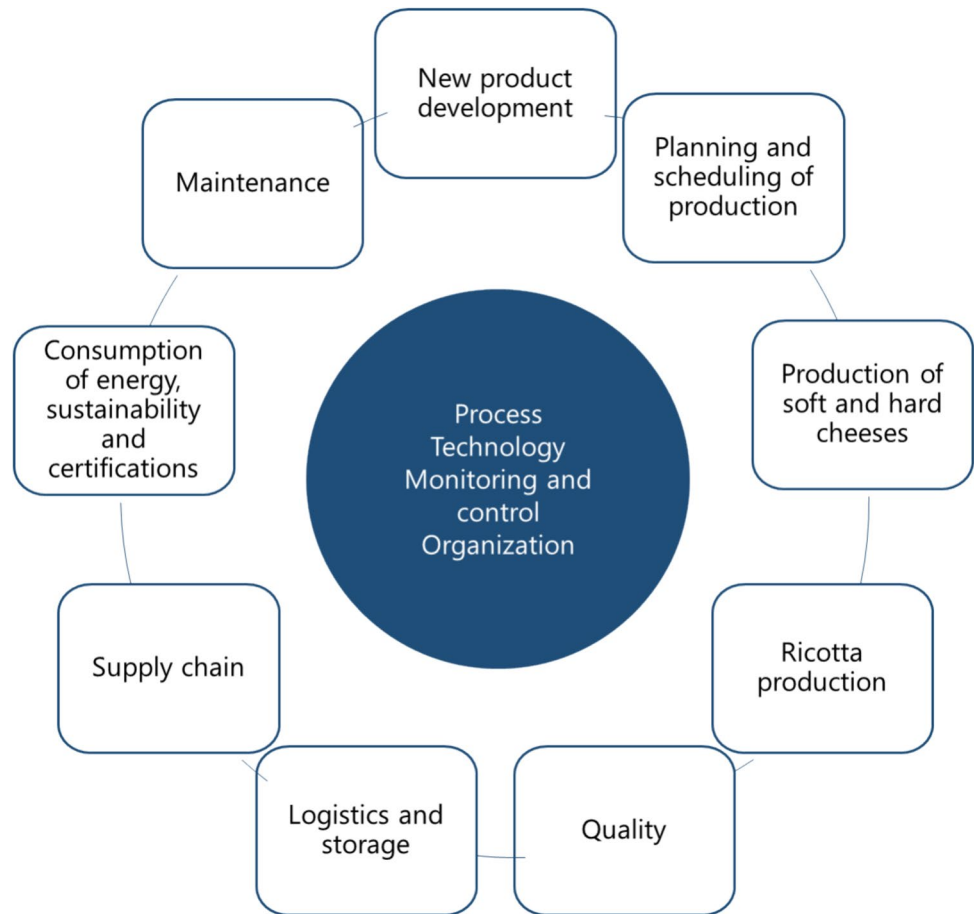 New product
development
Planning and
scheduling of
production
Production of
soft and hard
cheeses
Ricotta
production
Quality
Logistics and
storage
Supply chain
Consumption
of energy,
sustainability
and
certifications
Maintenance
Process
Technology
Monitoring and
control
Organization